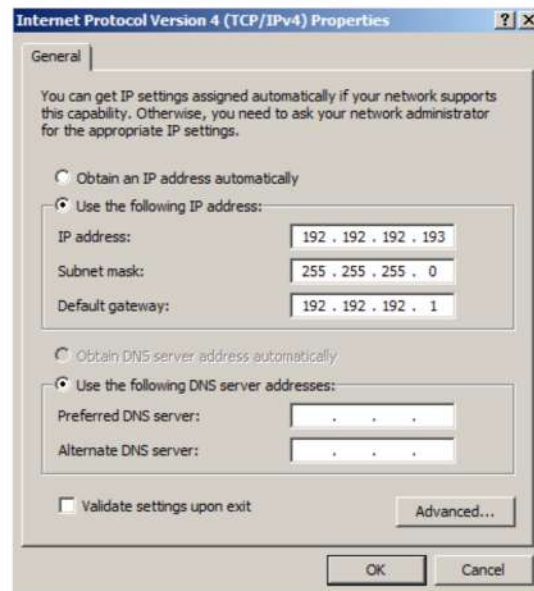 Internet Protocol Version 4 (TCP/IPv4) Properties
General
You can get IP settings assigned automatically if your network supports
this capability. Otherwise, you need to ask your network administrator
for the appropriate IP settings.
Obtain an IP address automatically
Use the following IP address:
IP address: 192 . 192 . 192 . 193
Subnet mask: 255 . 255 . 255 . 0
Default gateway: 192 . 192 . 192 . 1
Obtain DNS server address automatically
Use the following DNS server addresses:
Preferred DNS server: . . .
Alternate DNS server: . . .
Validate settings upon exit
Advanced...
OK Cancel